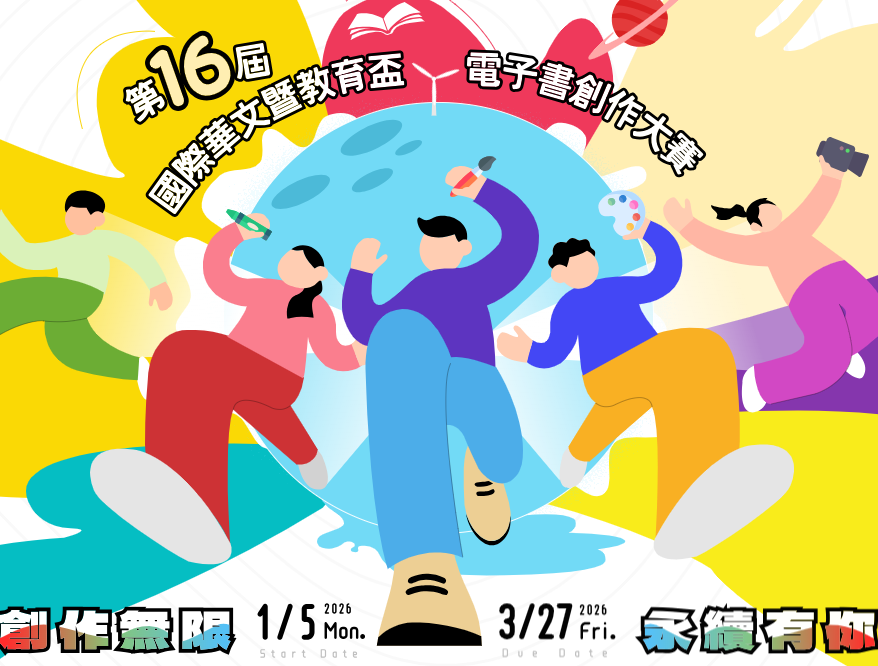 第16屆
國際華文暨教育盃
電子書創作大賽
創作無限
1/5 2026 Mon.
Start Date
3/27 2026 Fri.
Due Date
永續有你